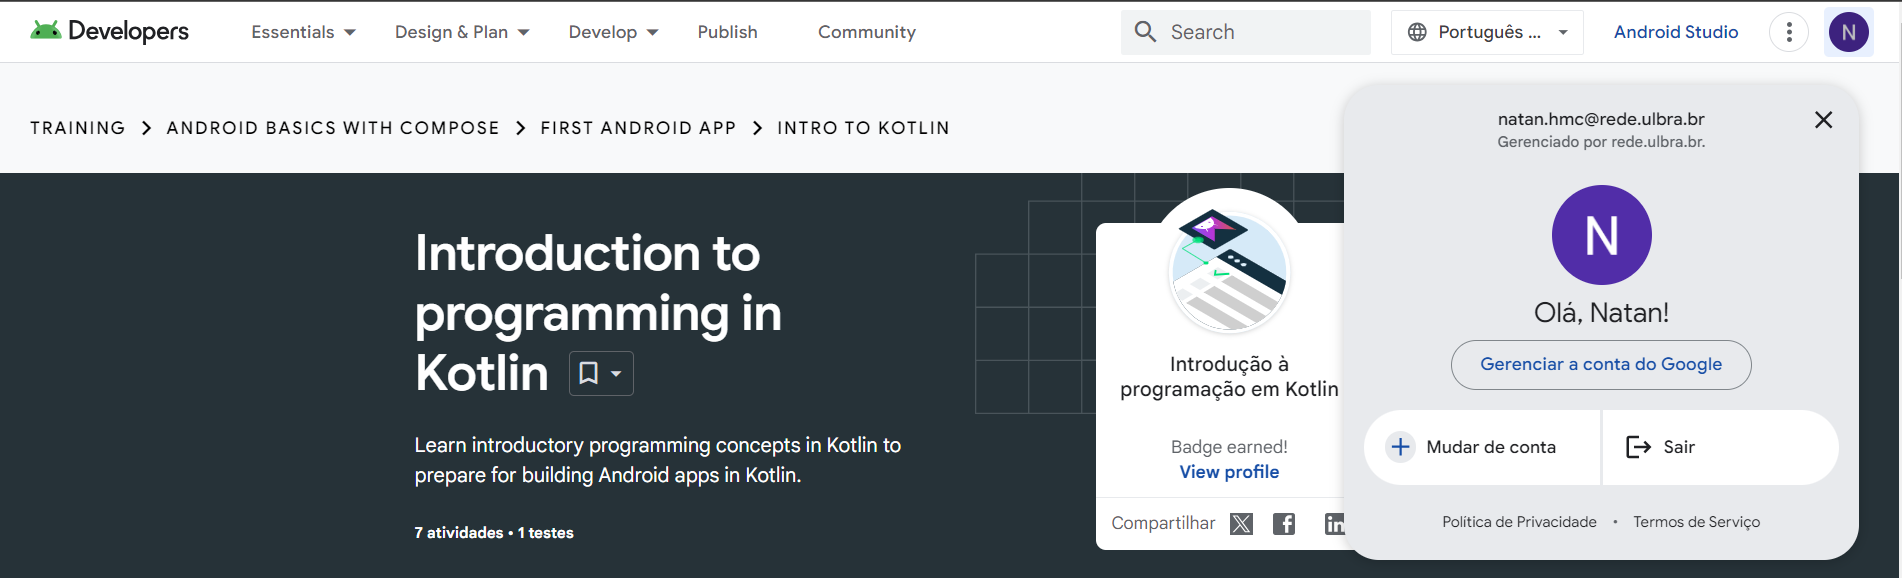 Developers
Essentials
Design & Plan
Develop
Publish
Community
Search
Português ...
Android Studio
N
TRAINING > ANDROID BASICS WITH COMPOSE > FIRST ANDROID APP > INTRO TO KOTLIN
Introduction to
programming in
Kotlin
Learn introductory programming concepts in Kotlin to
prepare for building Android apps in Kotlin.
7 atividades • 1 testes
Introdução à
programação em Kotlin
Badge earned!
View profile
Compartilhar
natan.hmc@rede.ulbra.br
Gerenciado por rede.ulbra.br.
N
Olá, Natan!
Gerenciar a conta do Google
Mudar de conta
Sair
Política de Privacidade • Termos de Serviço